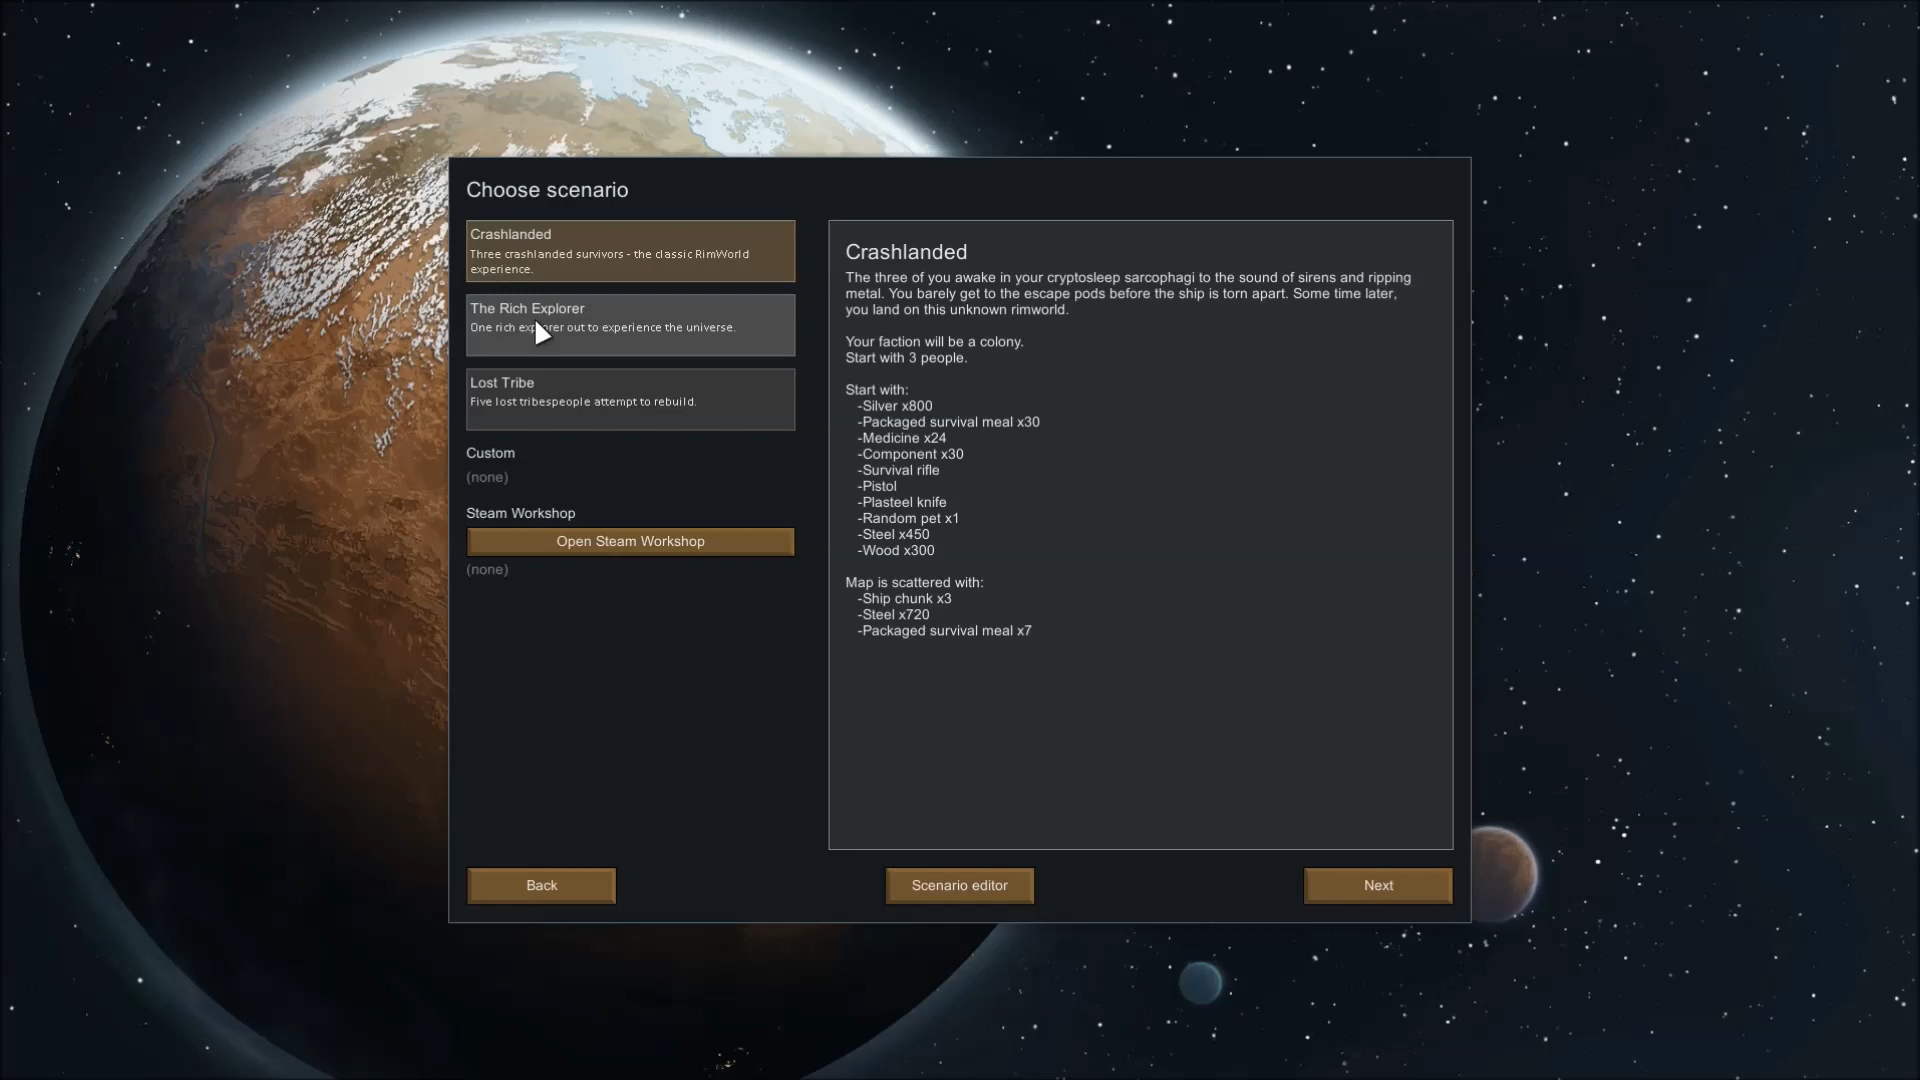 Choose scenario
Crashlanded
Three crashlanded survivors - the classic RimWorld
experience.
The Rich Explorer
One rich explorer out to experience the universe.
Lost Tribe
Five lost tribespeople attempt to rebuild.
Custom
(none)
Steam Workshop
Open Steam Workshop
(none)
Crashlanded
The three of you awake in your cryptosleep sarcophagi to the sound of sirens and ripping
metal. You barely get to the escape pods before the ship is torn apart. Some time later,
you land on this unknown rimworld.
Your faction will be a colony.
Start with 3 people.
Start with:
-Silver x800
-Packaged survival meal x30
-Medicine x24
-Component x30
-Survival rifle
-Pistol
-Plasteel knife
-Random pet x1
-Steel x450
-Wood x300
Map is scattered with:
-Ship chunk x3
-Steel x720
-Packaged survival meal x7
Back
Scenario editor
Next